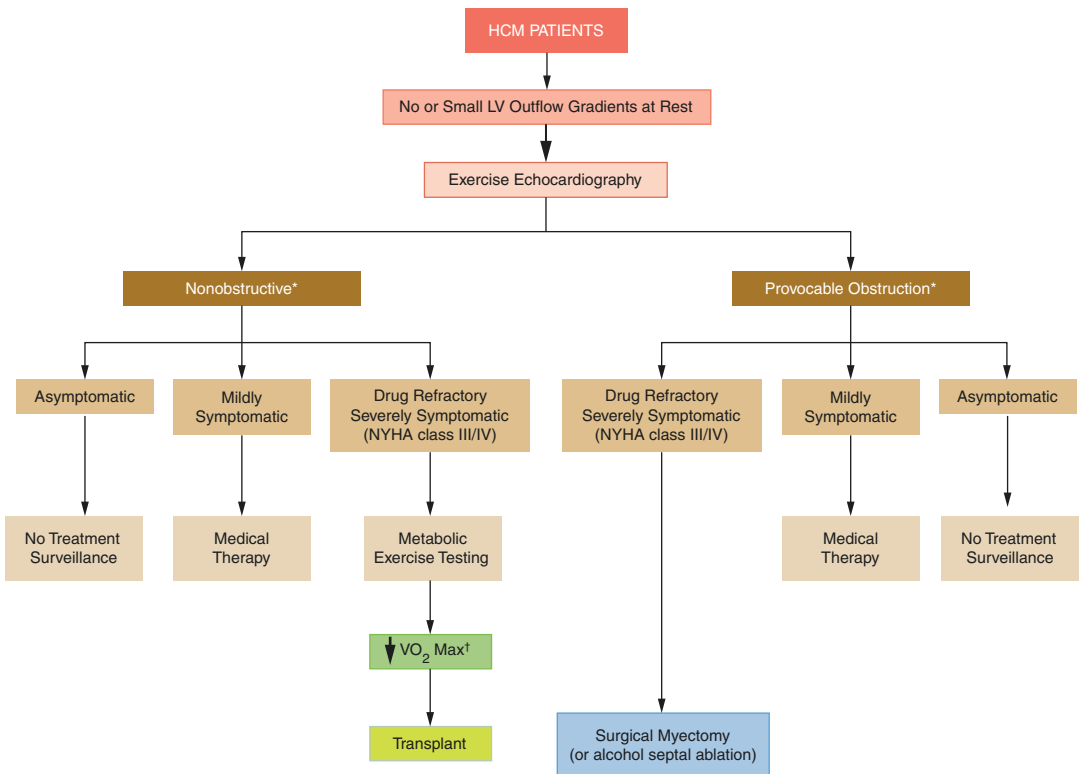 HCM PATIENTS
No or Small LV Outflow Gradients at Rest
Exercise Echocardiography
Nonobstructive*
Provocable Obstruction*
Asymptomatic
Mildly
Symptomatic
Drug Refractory
Severely Symptomatic
(NYHA class III/IV)
Drug Refractory
Severely Symptomatic
(NYHA class III/IV)
Mildly
Symptomatic
Asymptomatic
No Treatment
Surveillance
Medical
Therapy
Metabolic
Exercise Testing
Medical
Therapy
No Treatment
Surveillance
VO₂ Max†
Transplant
Surgical Myectomy
(or alcohol septal ablation)